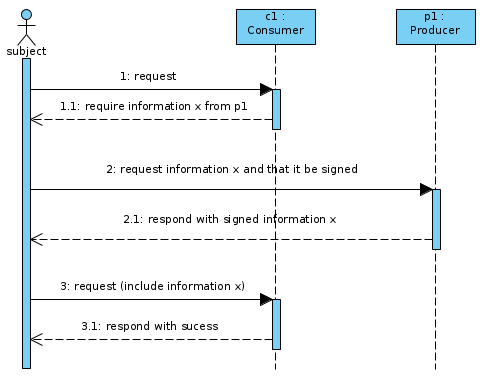 c1 :
Consumer
p1 :
Producer
subject
1: request
1.1: require information x from p1
2: request information x and that it be signed
2.1: respond with signed information x
3: request (include information x)
3.1: respond with sucess